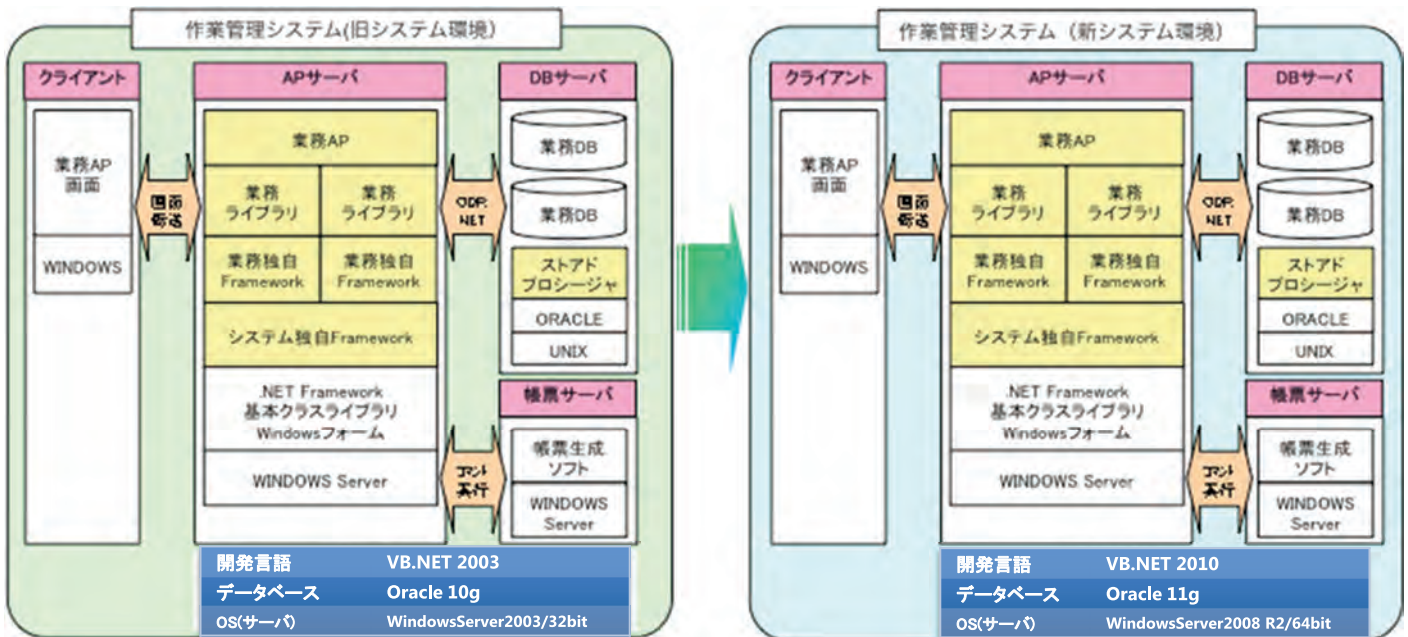 作業管理システム(旧システム環境)
クライアント
業務AP
画面
WINDOWS
画面
転送
APサーバ
業務AP
業務
ライブラリ
業務
ライブラリ
業務独自
Framework
業務独自
Framework
システム独自Framework
.NET Framework
基本クラスライブラリ
Windowsフォーム
WINDOWS Server
ODP.
NET
コマンド
実行
DBサーバ
業務DB
業務DB
ストアド
プロシージャ
ORACLE
UNIX
帳票サーバ
帳票生成
ソフト
WINDOWS
Server
開発言語 VB.NET 2003
データベース Oracle 10g
OS(サーバ) WindowsServer2003/32bit
作業管理システム（新システム環境）
クライアント
業務AP
画面
WINDOWS
画面
転送
APサーバ
業務AP
業務
ライブラリ
業務
ライブラリ
業務独自
Framework
業務独自
Framework
システム独自Framework
.NET Framework
基本クラスライブラリ
Windowsフォーム
WINDOWS Server
ODP.
NET
コマンド
実行
DBサーバ
業務DB
業務DB
ストアド
プロシージャ
ORACLE
UNIX
帳票サーバ
帳票生成
ソフト
WINDOWS
Server
開発言語 VB.NET 2010
データベース Oracle 11g
OS(サーバ) WindowsServer2008 R2/64bit